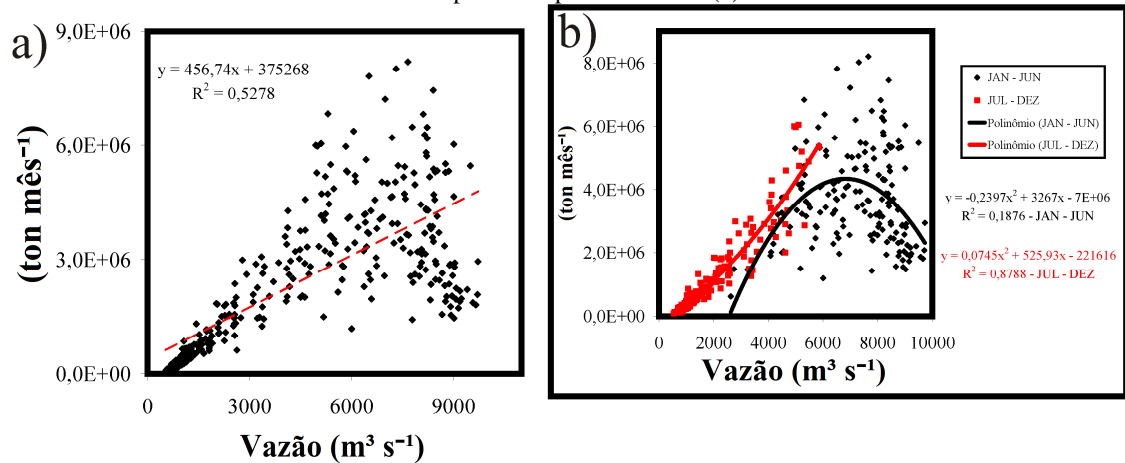 a)
9,0E+06
6,0E+06
3,0E+06
0,0E+00
(ton mês⁻¹)
y = 456,74x + 375268
R² = 0,5278
0 3000 6000 9000
Vazão (m³ s⁻¹)
b)
8,0E+06
6,0E+06
4,0E+06
2,0E+06
0,0E+00
(ton mês⁻¹)
0 2000 4000 6000 8000 10000
Vazão (m³ s⁻¹)
JAN - JUN
JUL - DEZ
Polinômio (JAN - JUN)
Polinômio (JUL - DEZ)
y = -0,2397x² + 3267x - 7E+06
R² = 0,1876 - JAN - JUN
y = 0,0745x² + 525,93x - 221616
R² = 0,8788 - JUL - DEZ